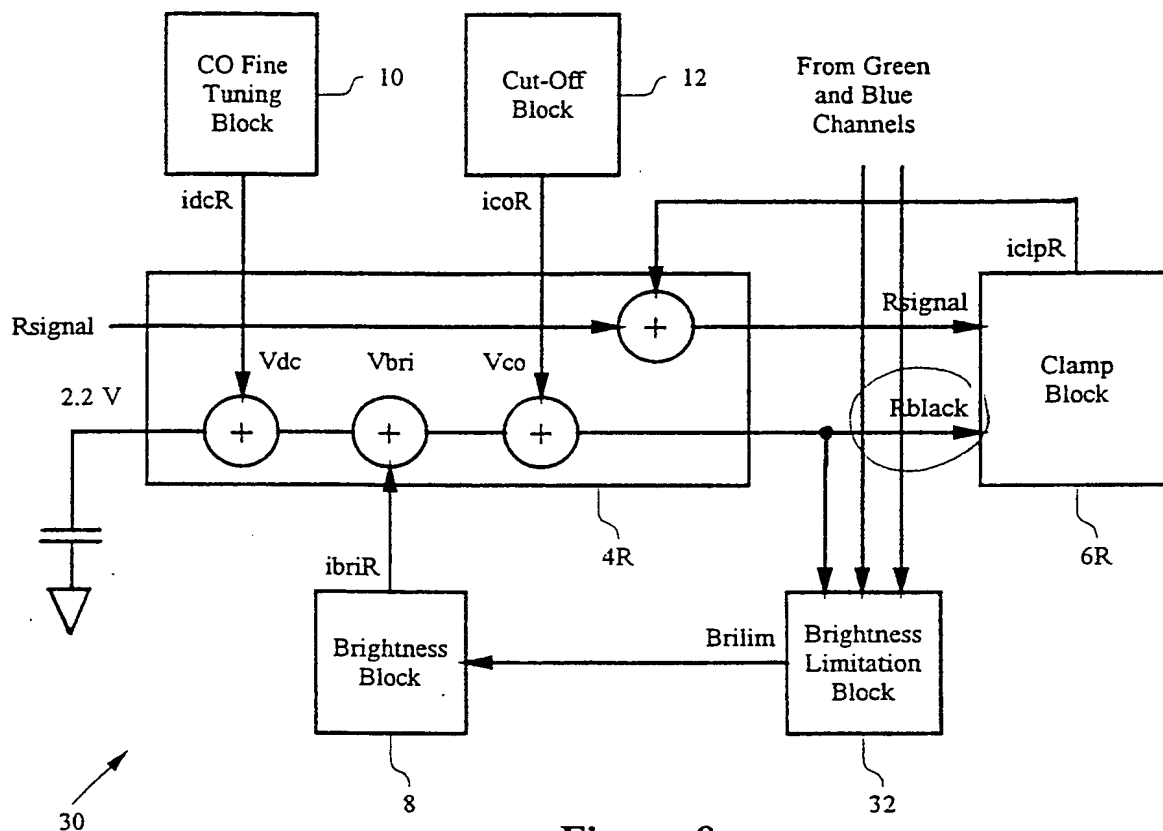 CO Fine
Tuning
Block
10
Cut-Off
Block
12
From Green
and Blue
Channels
idcR
icoR
iclpR
Rsignal
Rsignal
Vdc
Vbri
Vco
2.2 V
+
+
+
+
Rblack
Clamp
Block
4R
6R
ibriR
Brightness
Block
Brilim
Brightness
Limitation
Block
8
32
30